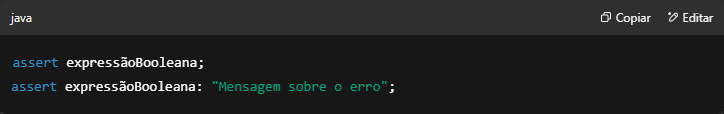 java
Copiar
Editar
assert expressãoBooleana;
assert expressãoBooleana: "Mensagem sobre o erro";